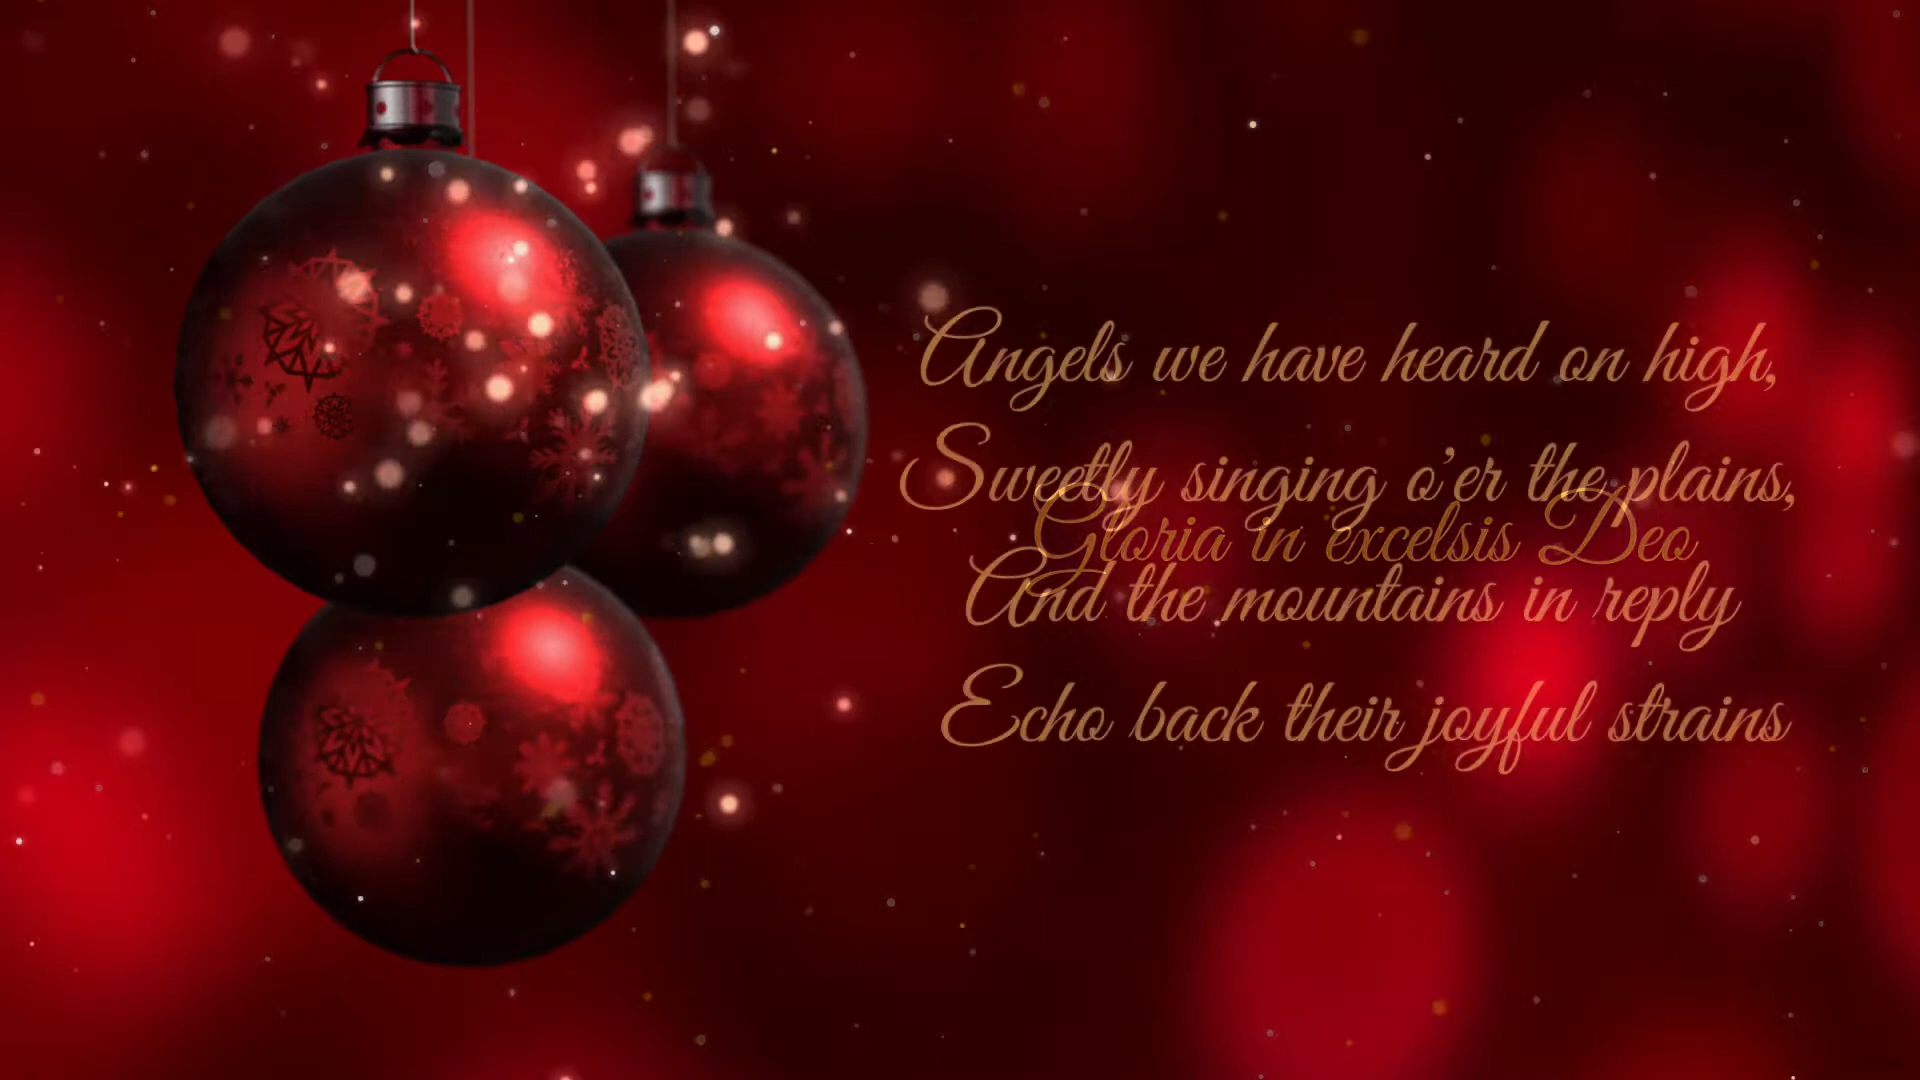 Angels we have heard on high,
Sweetly singing o'er the plains,
Gloria in excelsis Deo
And the mountains in reply
Echo back their joyful strains